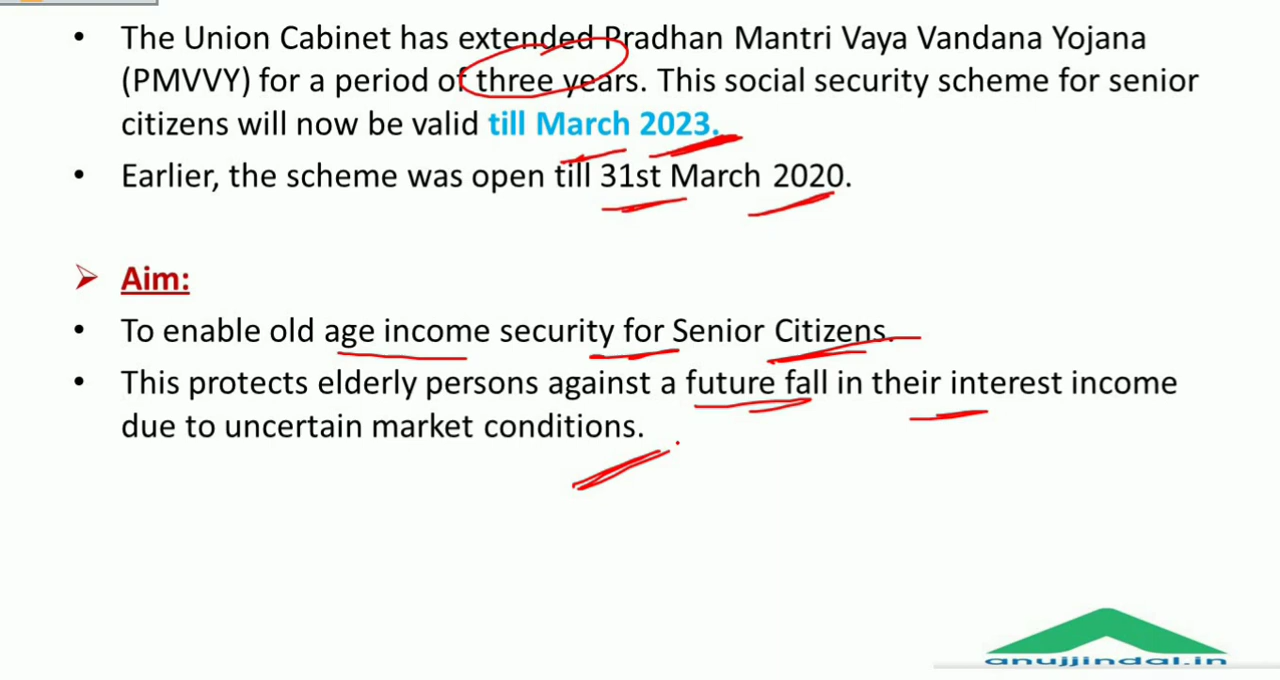 • The Union Cabinet has extended Pradhan Mantri Vaya Vandana Yojana
(PMVVY) for a period of three years. This social security scheme for senior
citizens will now be valid till March 2023.
• Earlier, the scheme was open till 31st March 2020.
➢ Aim:
• To enable old age income security for Senior Citizens.
• This protects elderly persons against a future fall in their interest income
due to uncertain market conditions.
anujjindal.in